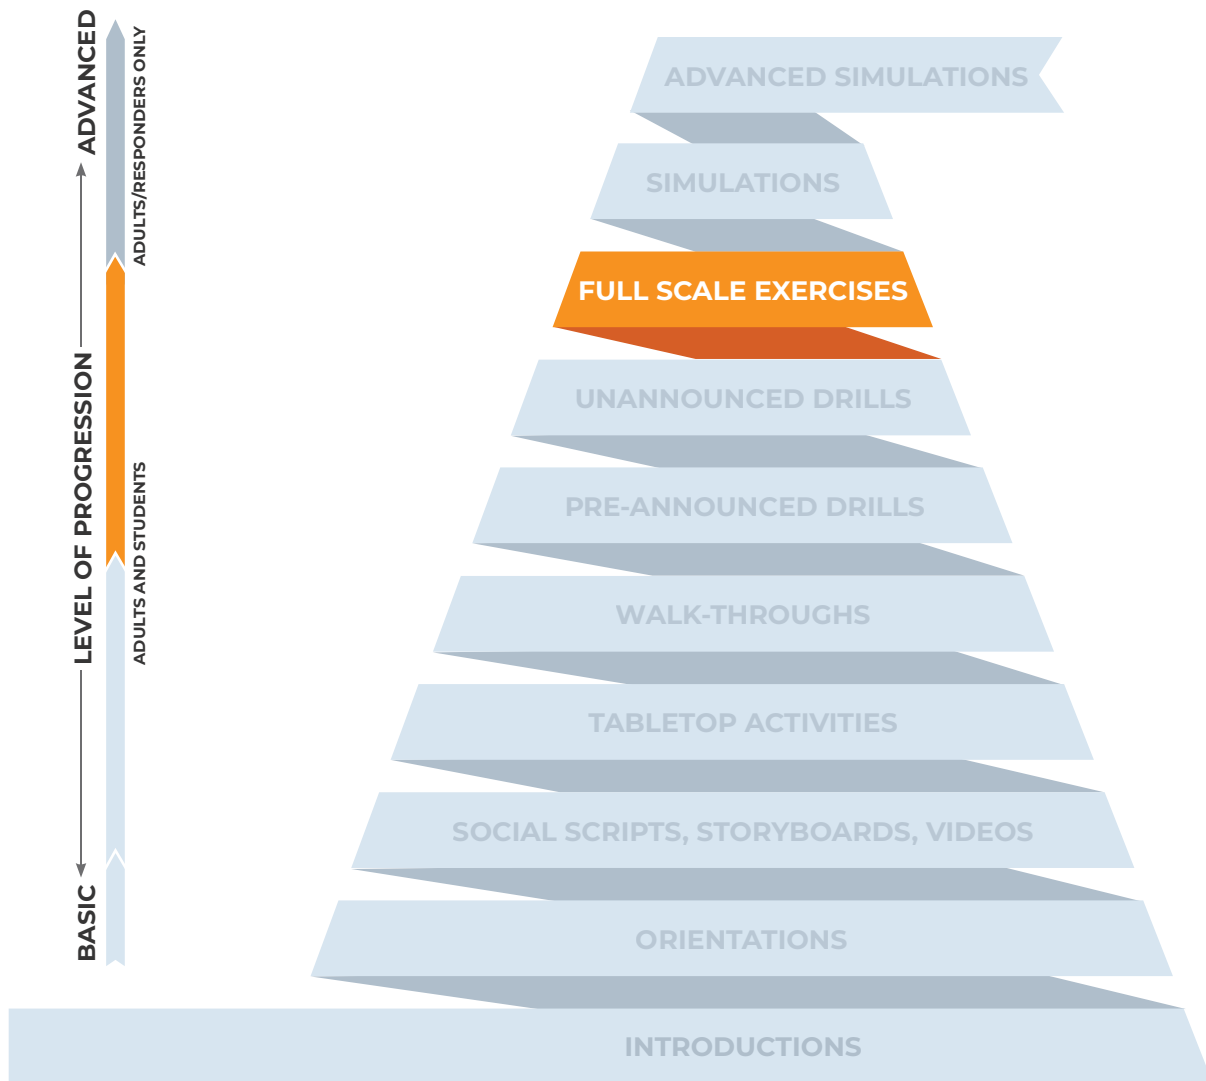 ADVANCED
ADULTS/RESPONDERS ONLY
LEVEL OF PROGRESSION
ADULTS AND STUDENTS
BASIC
ADVANCED SIMULATIONS
SIMULATIONS
FULL SCALE EXERCISES
UNANNOUNCED DRILLS
PRE-ANNOUNCED DRILLS
WALK-THROUGHS
TABLETOP ACTIVITIES
SOCIAL SCRIPTS, STORYBOARDS, VIDEOS
ORIENTATIONS
INTRODUCTIONS